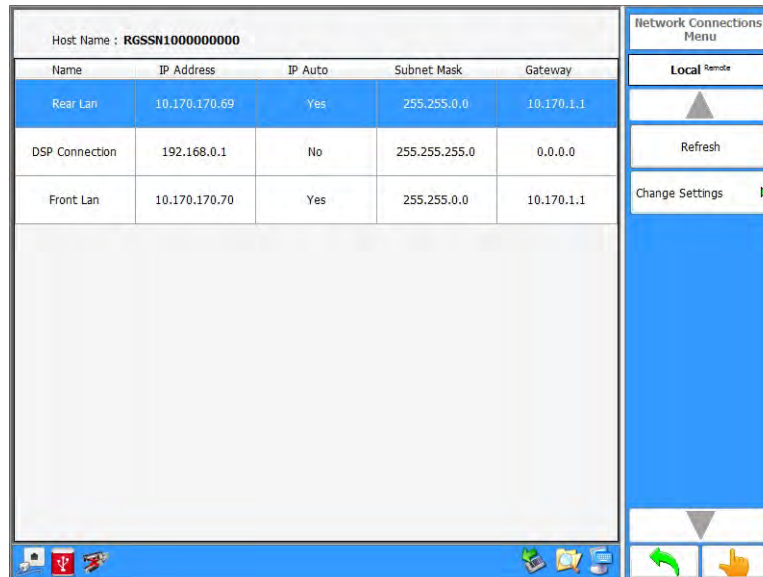 Host Name : RGSSN1000000000
Name IP Address IP Auto Subnet Mask Gateway
Rear Lan 10.170.170.69 Yes 255.255.0.0 10.170.1.1
DSP Connection 192.168.0.1 No 255.255.255.0 0.0.0.0
Front Lan 10.170.170.70 Yes 255.255.0.0 10.170.1.1
Network Connections
Menu
Local Remote
Refresh
Change Settings